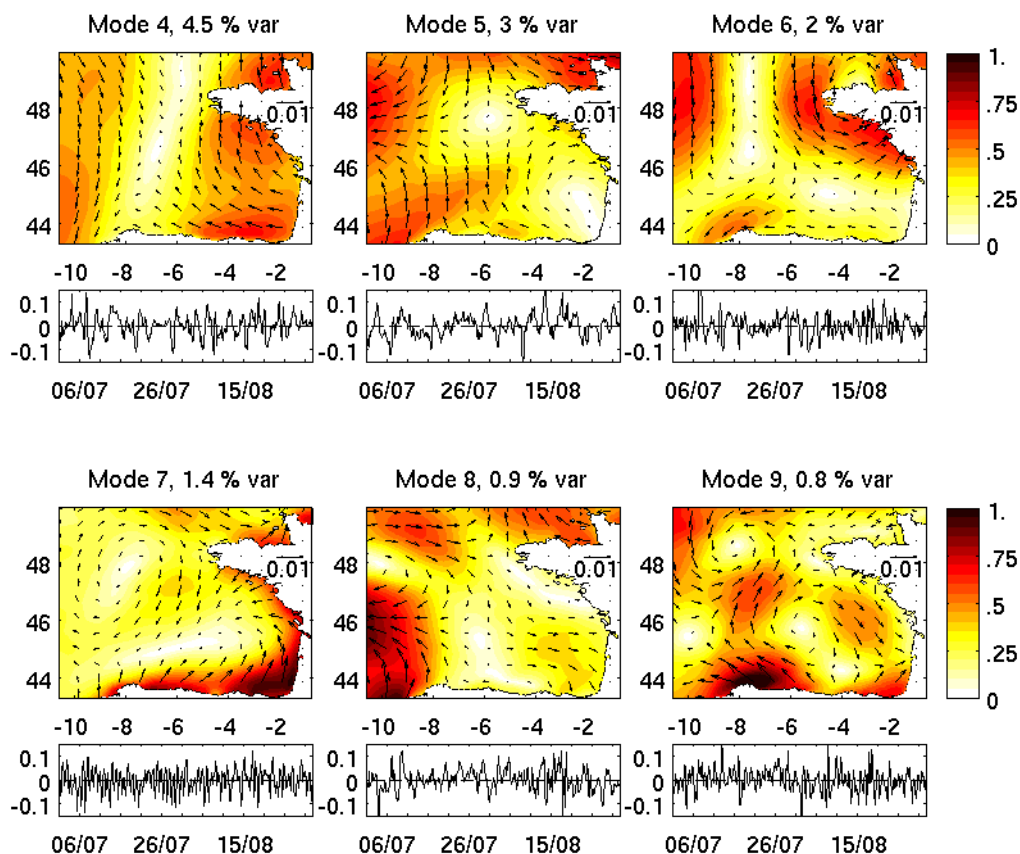 Mode 4, 4.5 % var
Mode 5, 3 % var
Mode 6, 2 % var
48
46
44
0.01
-10 -8 -6 -4 -2
48
46
44
0.01
-10 -8 -6 -4 -2
48
46
44
0.01
-10 -8 -6 -4 -2
1.
.75
.5
.25
0
0.1
0
-0.1
06/07 26/07 15/08
0.1
0
-0.1
06/07 26/07 15/08
0.1
0
-0.1
06/07 26/07 15/08
Mode 7, 1.4 % var
Mode 8, 0.9 % var
Mode 9, 0.8 % var
48
46
44
0.01
-10 -8 -6 -4 -2
48
46
44
0.01
-10 -8 -6 -4 -2
48
46
44
0.01
-10 -8 -6 -4 -2
1.
.75
.5
.25
0
0.1
0
-0.1
06/07 26/07 15/08
0.1
0
-0.1
06/07 26/07 15/08
0.1
0
-0.1
06/07 26/07 15/08